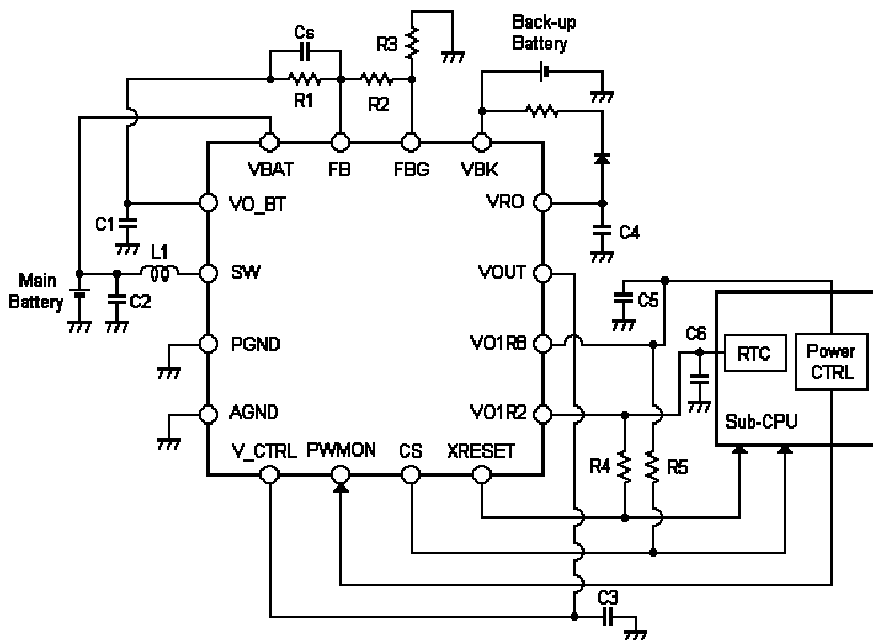 Cs
R1
R2
R3
Back-up
Battery
VBAT
FB
FBG
VBK
VO_BT
VRO
C1
C4
L1
SW
VOUT
Main
Battery
C2
C5
PGND
VO1R8
C6
RTC
Power
CTRL
AGND
VO1R2
Sub-CPU
V_CTRL
PWMON
CS
XRESET
R4
R5
C3